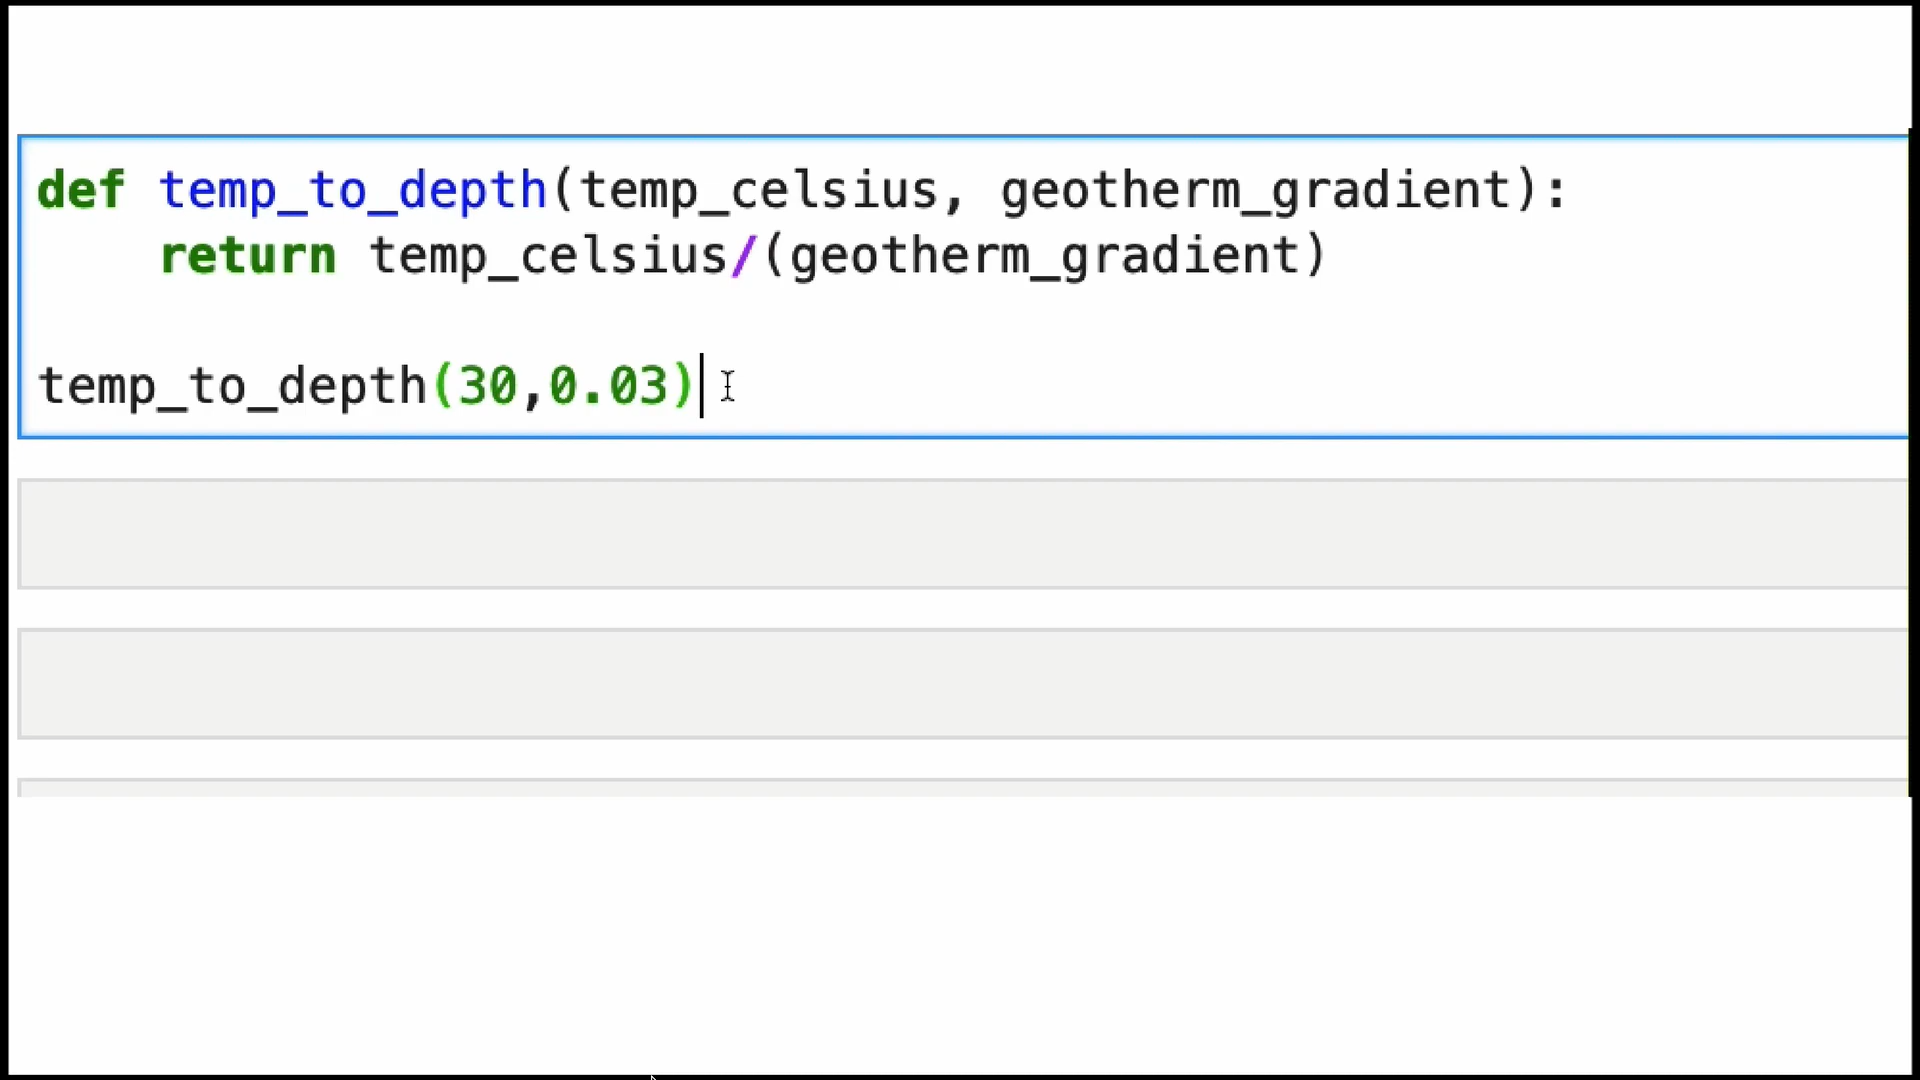 def temp_to_depth(temp_celsius, geotherm_gradient):
    return temp_celsius/(geotherm_gradient)
temp_to_depth(30,0.03)